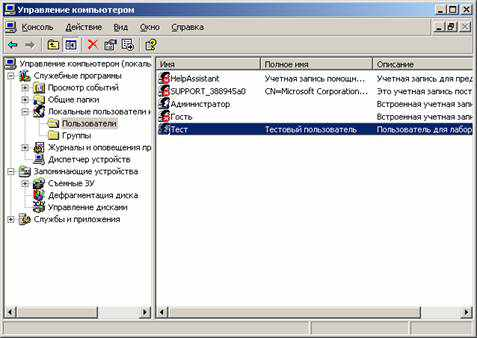 Управление компьютером
Консоль Действие Вид Окно Справка
Управление компьютером (локаль
Служебные программы
Просмотр событий
Общие папки
Локальные пользователи и
Пользователи
Группы
Журналы и оповещения пр
Диспетчер устройств
Запоминающие устройства
Съемные ЗУ
Дефрагментация диска
Управление дисками
Службы и приложения
Имя Полное имя Описание
HelpAssistant Учетная запись помощн... Учетная запись для пред
SUPPORT_388945a0 CN=Microsoft Corporation... Это учетная запись пост
Администратор Встроенная учетная запи
Гость Встроенная учетная запи
Тест Тестовый пользователь Пользователь для лабор